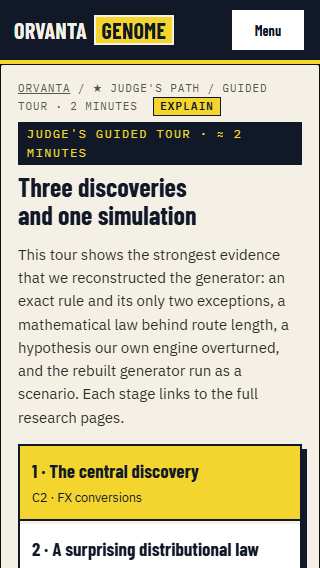 ORVANTA GENOME Menu
ORVANTA / ★ JUDGE'S PATH / GUIDED
TOUR · 2 MINUTES EXPLAIN
JUDGE'S GUIDED TOUR · ≈ 2
MINUTES
Three discoveries
and one simulation
This tour shows the strongest evidence
that we reconstructed the generator: an
exact rule and its only two exceptions, a
mathematical law behind route length, a
hypothesis our own engine overturned,
and the rebuilt generator run as a
scenario. Each stage links to the full
research pages.
1 · The central discovery
C2 · FX conversions
2 · A surprising distributional law